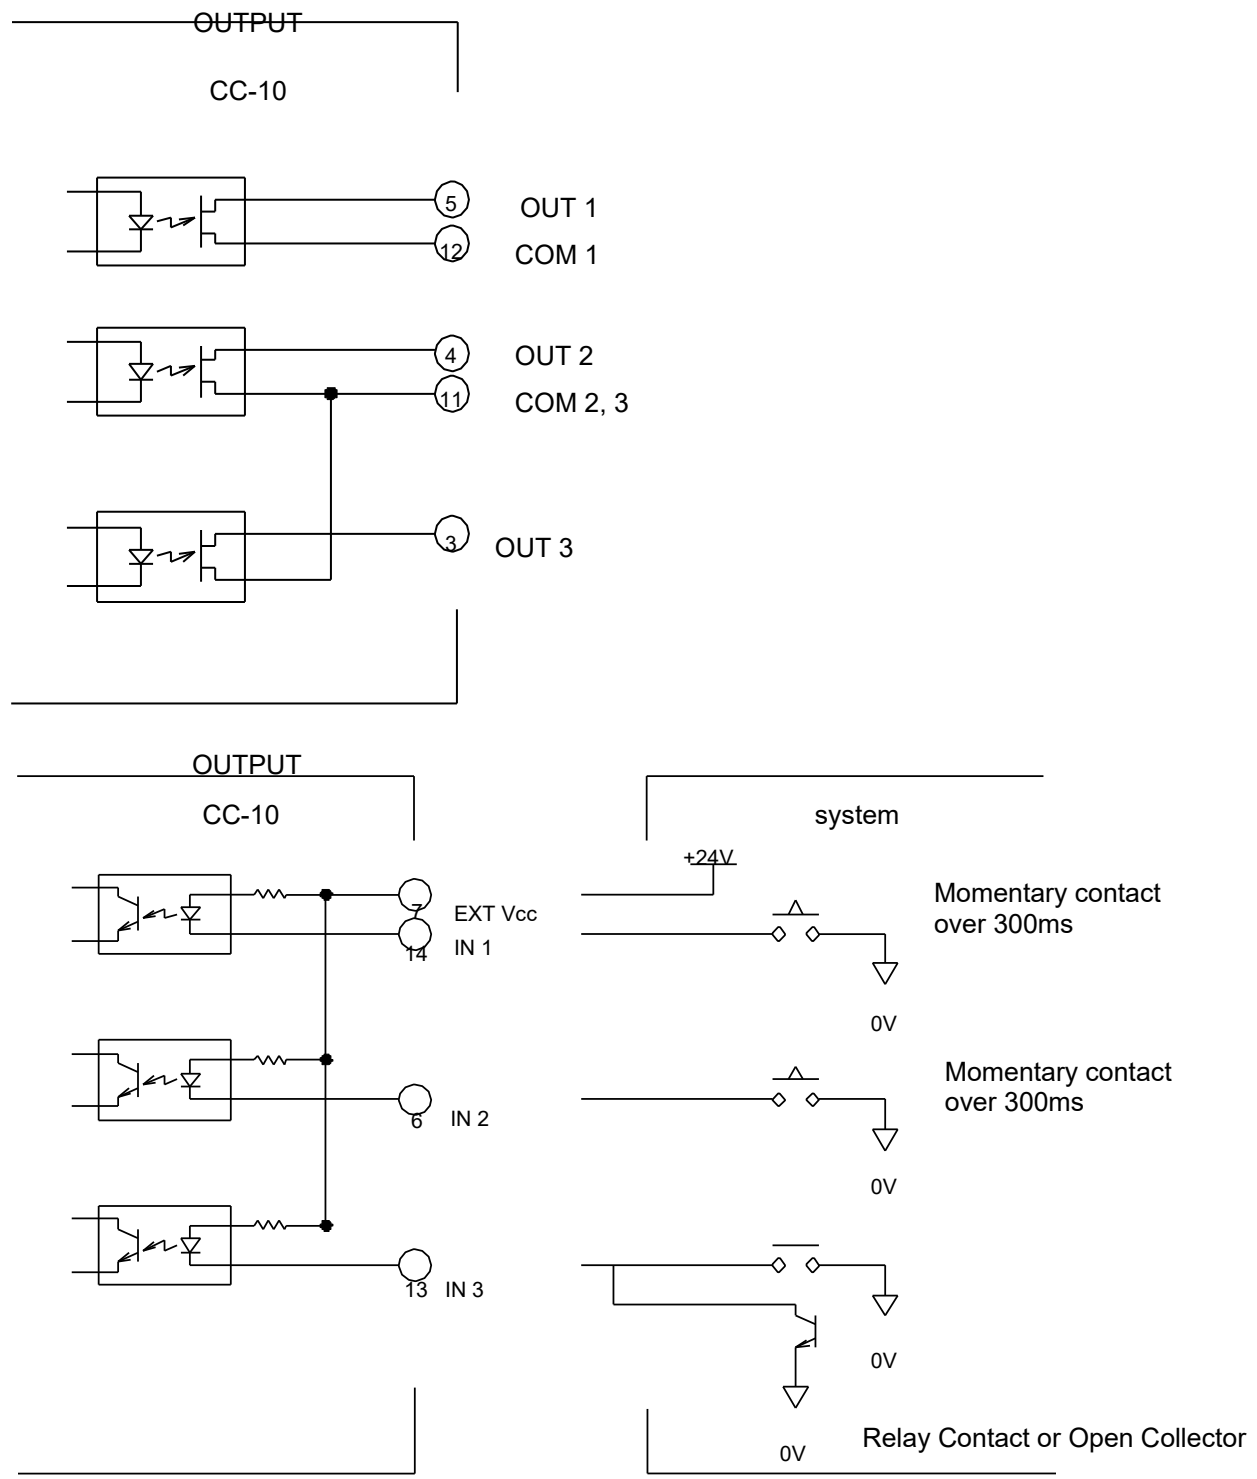 OUTPUT
CC-10
5
OUT 1
12
COM 1
4
OUT 2
11
COM 2, 3
3
OUT 3
OUTPUT
CC-10
system
+24V
7
EXT Vcc
14
IN 1
Momentary contact
over 300ms
0V
6
IN 2
Momentary contact
over 300ms
0V
13
IN 3
0V
0V
Relay Contact or Open Collector